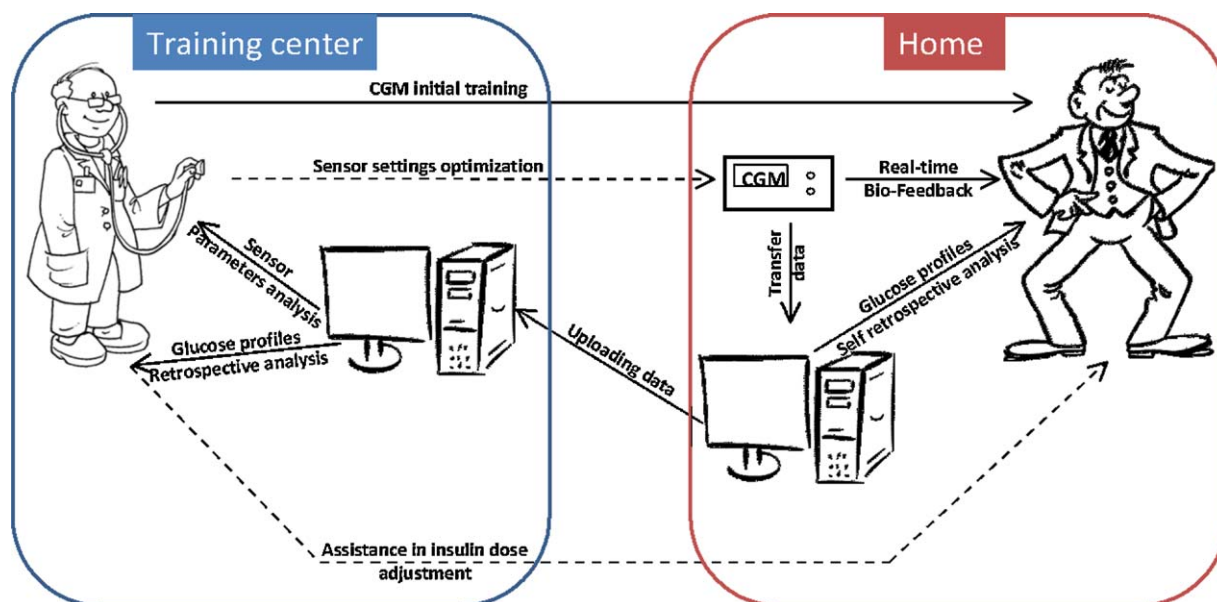 Training center
Home
CGM initial training
Sensor settings optimization
CGM
Real-time
Bio-Feedback
Sensor
parameters analysis
Transfer
data
Glucose profiles
Self retrospective analysis
Uploading data
Glucose profiles
Retrospective analysis
Assistance in insulin dose
adjustment